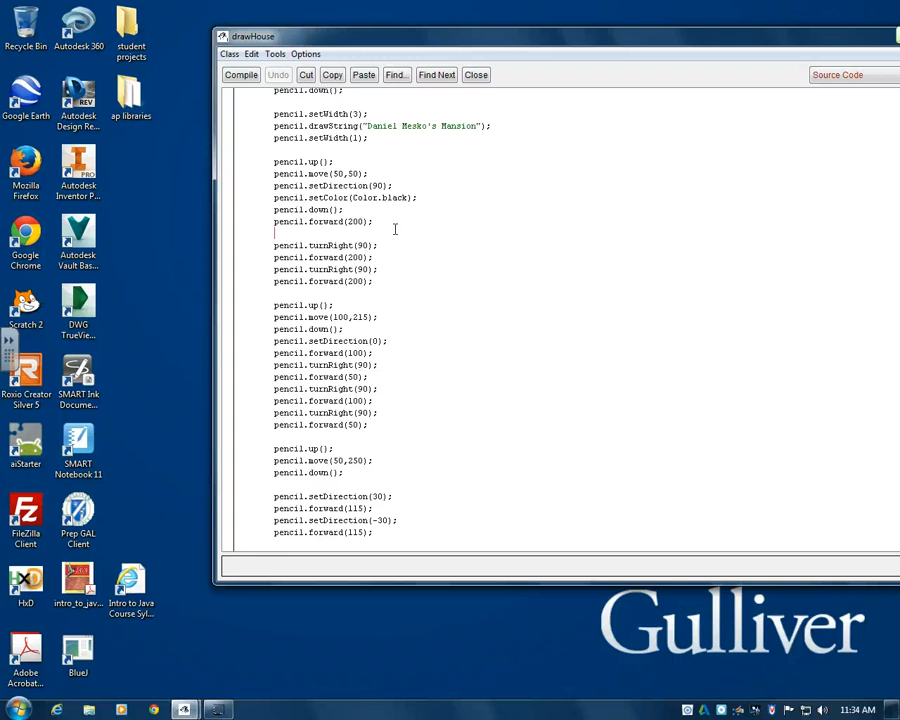 drawHouse
Class Edit Tools Options
Compile Undo Cut Copy Paste Find... Find Next Close Source Code
pencil.down();
pencil.setWidth(3);
pencil.drawString("Daniel Mesko's Mansion");
pencil.setWidth(1);
pencil.up();
pencil.move(50,50);
pencil.setDirection(90);
pencil.setColor(Color.black);
pencil.down();
pencil.forward(200);
pencil.turnRight(90);
pencil.forward(200);
pencil.turnRight(90);
pencil.forward(200);
pencil.up();
pencil.move(100,215);
pencil.down();
pencil.setDirection(0);
pencil.forward(100);
pencil.turnRight(90);
pencil.forward(50);
pencil.turnRight(90);
pencil.forward(100);
pencil.turnRight(90);
pencil.forward(50);
pencil.up();
pencil.move(50,250);
pencil.down();
pencil.setDirection(30);
pencil.forward(115);
pencil.setDirection(-30);
pencil.forward(115);
Recycle Bin
Autodesk 360
student
projects
Google Earth
Autodesk
Design Re...
ap libraries
Mozilla
Firefox
Autodesk
Inventor P...
Google
Chrome
Autodesk
Vault Bas...
Scratch 2
DWG
TrueView...
Roxio Creator
Silver 5
SMART Ink
Docume...
aiStarter
SMART
Notebook 11
FileZilla
Client
Prep GAL
Client
HxD
intro_to_jav...
Intro to Java
Course Syl...
Adobe
Acrobat...
BlueJ
Gulliver
11:34 AM